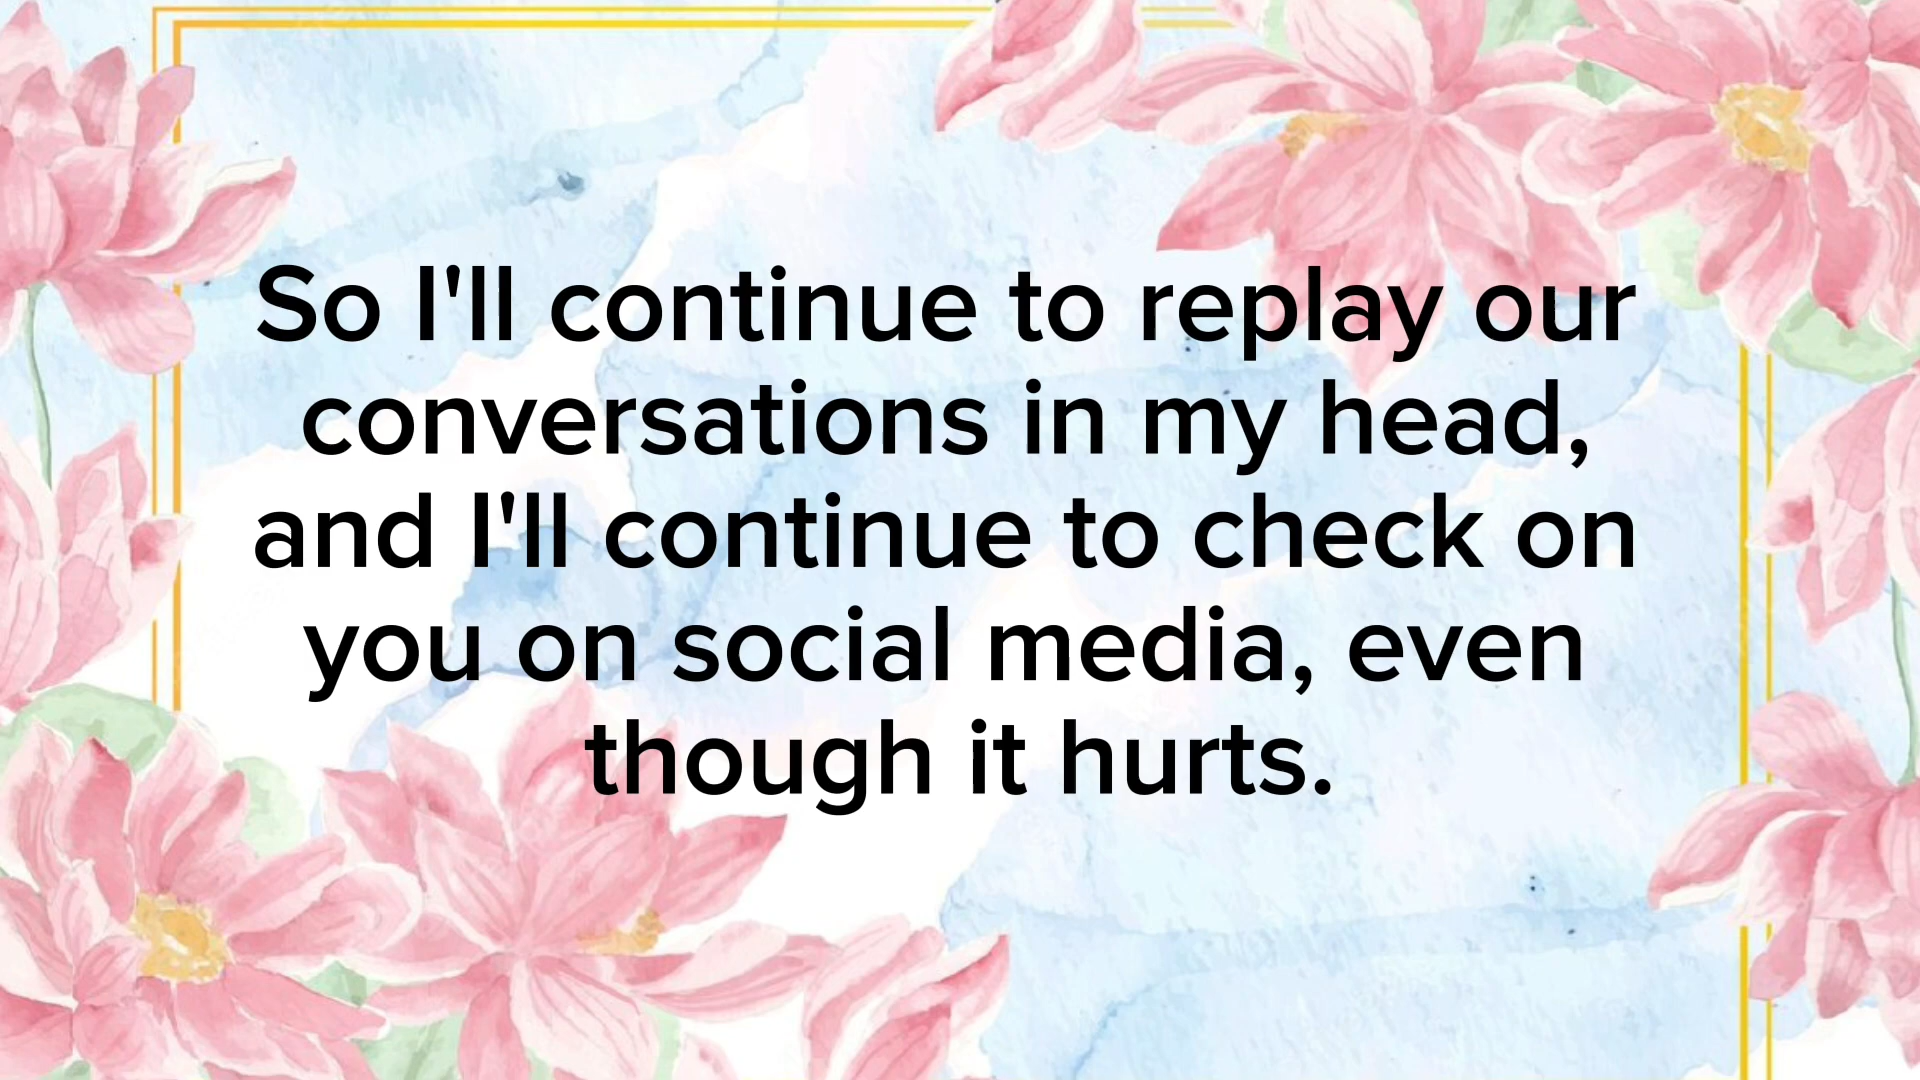 So I'll continue to replay our
conversations in my head,
and I'll continue to check on
you on social media, even
though it hurts.